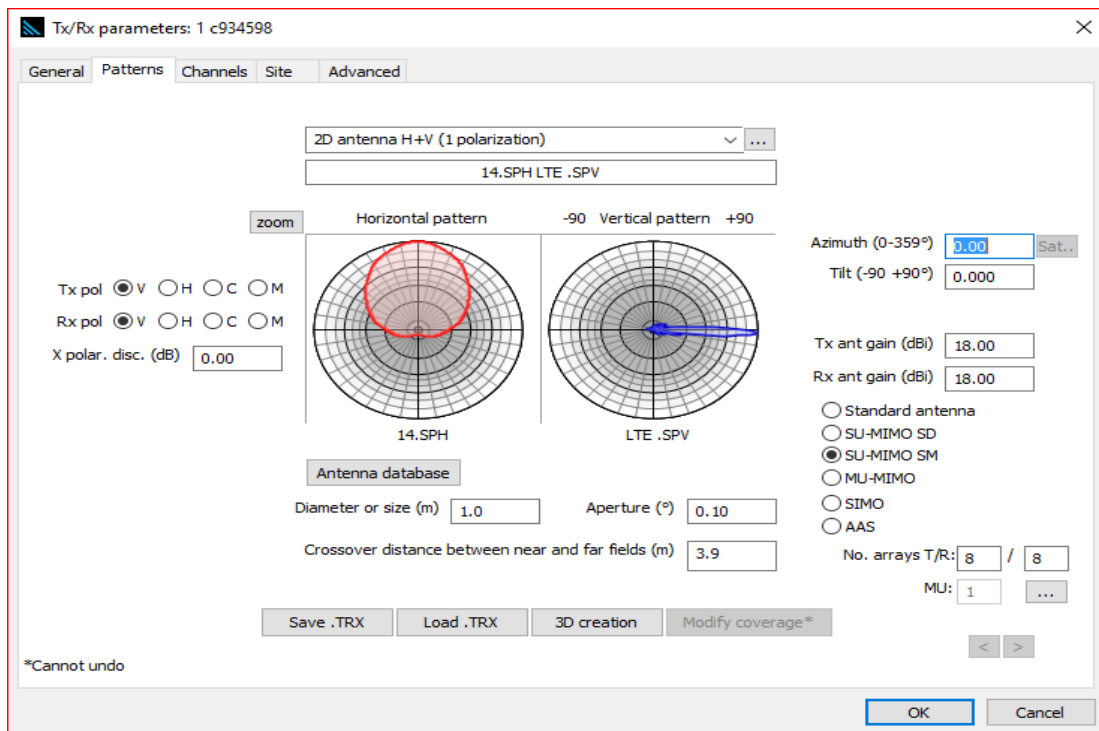 Tx/Rx parameters: 1 c934598
General Patterns Channels Site Advanced
2D antenna H+V (1 polarization) ...
14.SPH LTE .SPV
zoom Horizontal pattern -90 Vertical pattern +90
Azimuth (0-359°) 0.00 Sat..
Tilt (-90 +90°) 0.000
Tx pol V H C M
Rx pol V H C M
X polar. disc. (dB) 0.00
Tx ant gain (dBi) 18.00
Rx ant gain (dBi) 18.00
14.SPH LTE .SPV
Standard antenna
SU-MIMO SD
SU-MIMO SM
MU-MIMO
SIMO
AAS
Antenna database
Diameter or size (m) 1.0 Aperture (°) 0.10
Crossover distance between near and far fields (m) 3.9
No. arrays T/R: 8 / 8
MU: 1 ...
Save .TRX Load .TRX 3D creation Modify coverage*
< >
*Cannot undo
OK Cancel